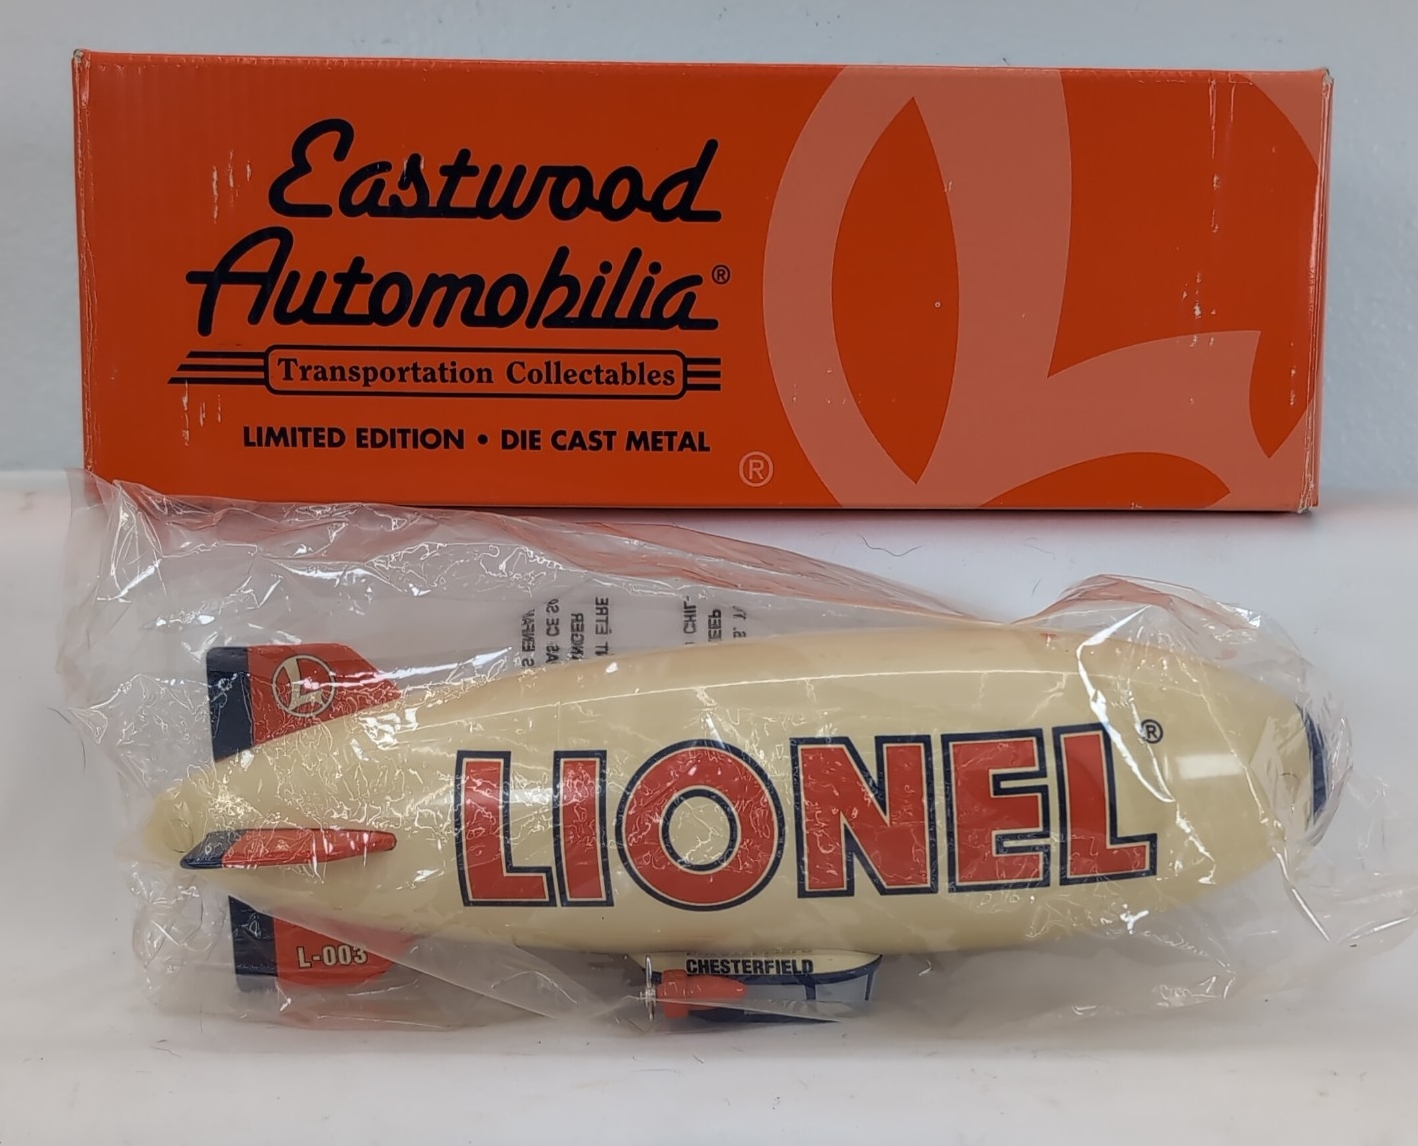 Eastwood
Automobilia®
Transportation Collectables
LIMITED EDITION • DIE CAST METAL
®
L
LIONEL®
L-003
CHESTERFIELD